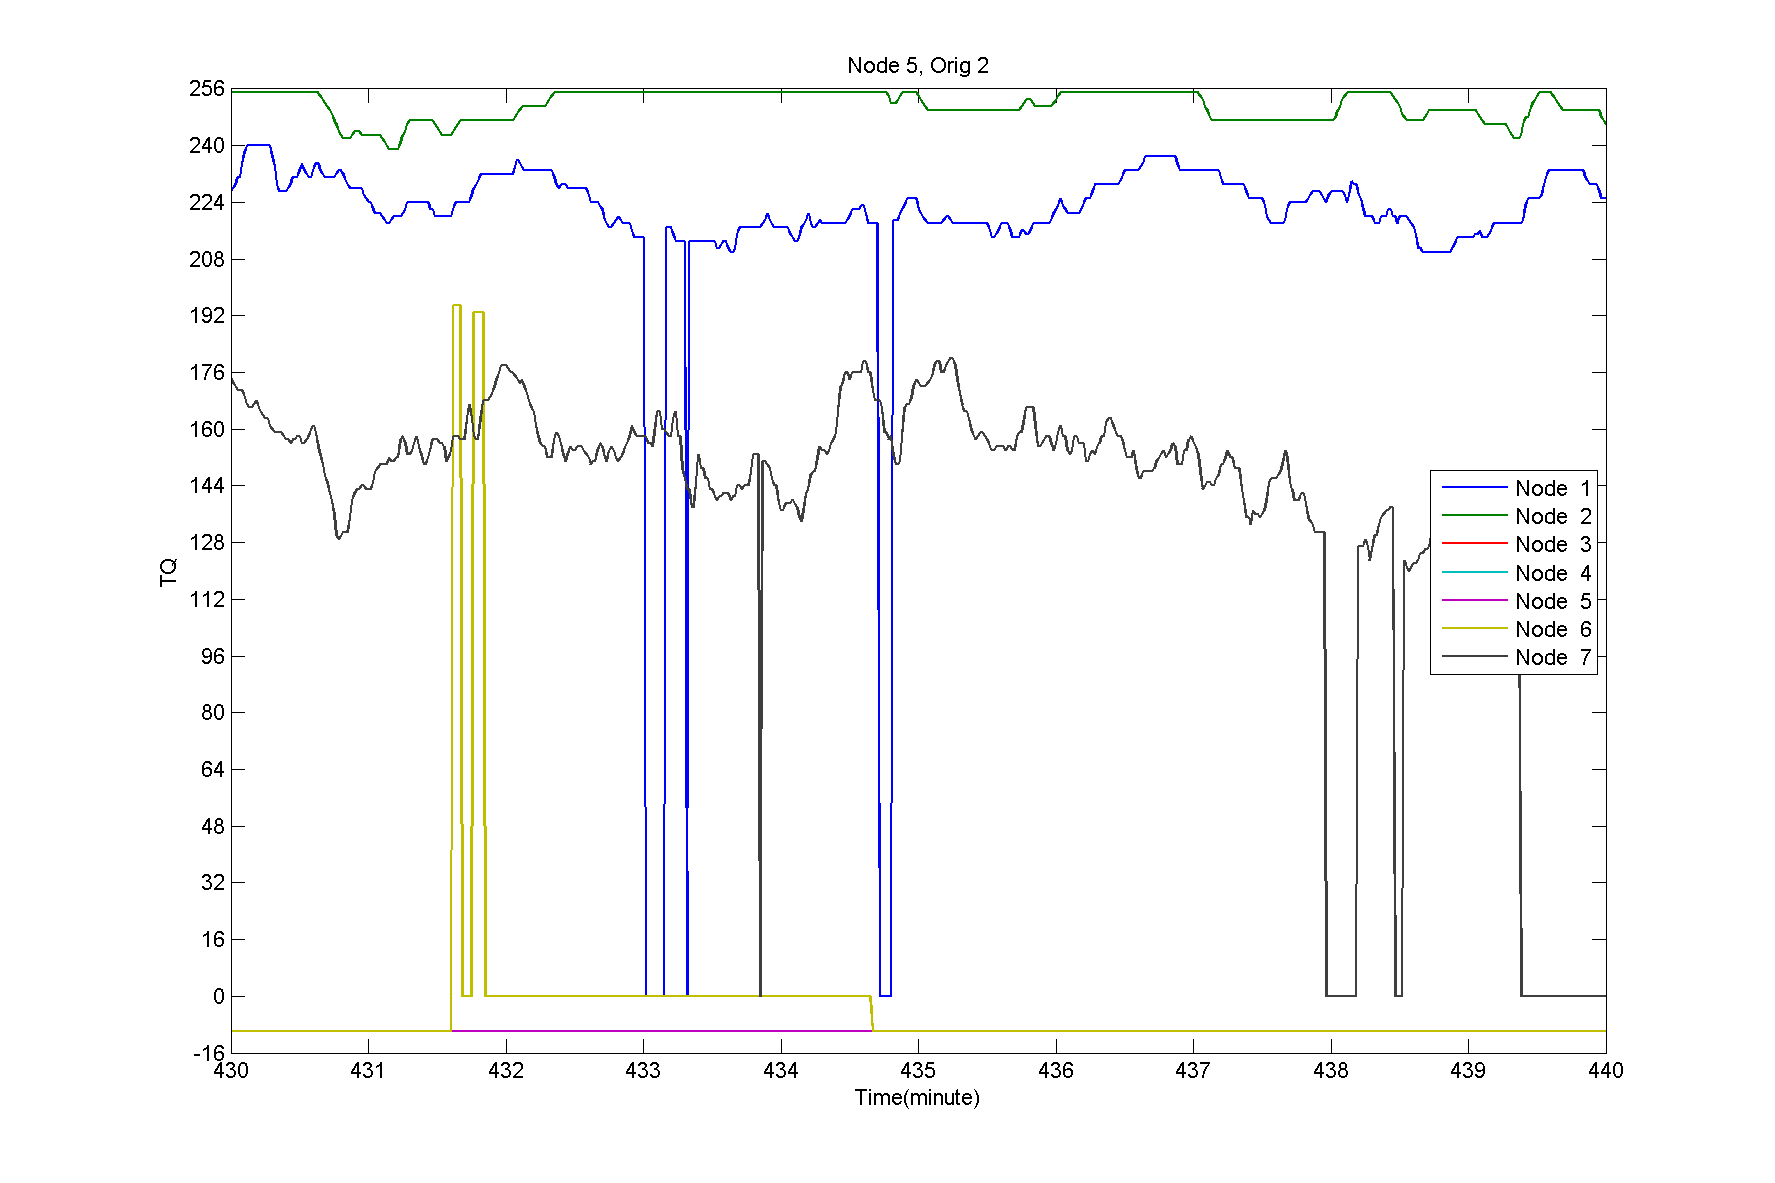 Node 5, Orig 2
256
240
224
208
192
176
160
144
128
112
96
80
64
48
32
16
0
-16
TQ
Node 1
Node 2
Node 3
Node 4
Node 5
Node 6
Node 7
430 431 432 433 434 435 436 437 438 439 440
Time(minute)